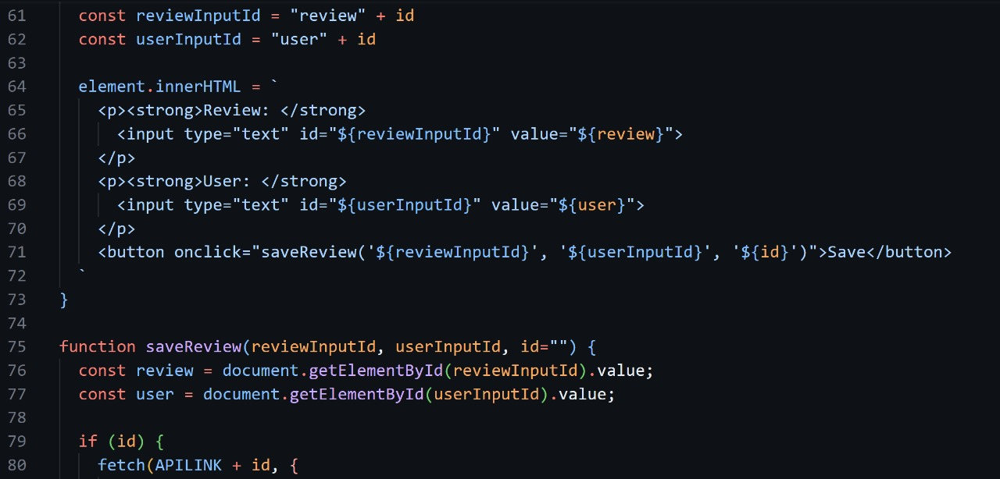 61 const reviewInputId = "review" + id
62 const userInputId = "user" + id
63
64 element.innerHTML = `
65 <p><strong>Review: </strong>
66 <input type="text" id="${reviewInputId}" value="${review}">
67 </p>
68 <p><strong>User: </strong>
69 <input type="text" id="${userInputId}" value="${user}">
70 </p>
71 <button onclick="saveReview('${reviewInputId}', '${userInputId}', '${id}')">Save</button>
72 `
73 }
74
75 function saveReview(reviewInputId, userInputId, id="") {
76 const review = document.getElementById(reviewInputId).value;
77 const user = document.getElementById(userInputId).value;
78
79 if (id) {
80 fetch(APILINK + id, {